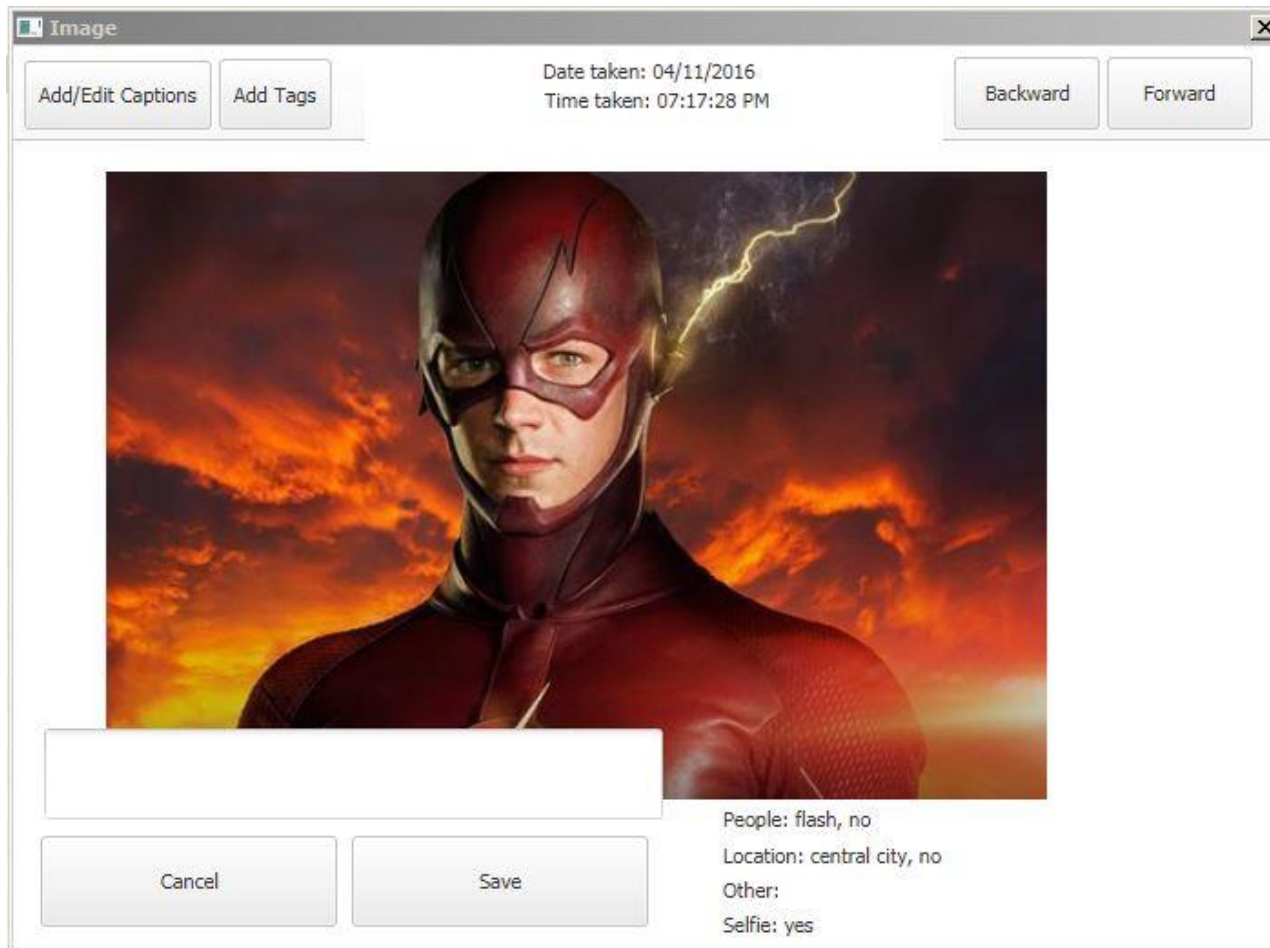 Image
Add/Edit Captions
Add Tags
Date taken: 04/11/2016
Time taken: 07:17:28 PM
Backward
Forward
People: flash, no
Location: central city, no
Other:
Selfie: yes
Cancel
Save